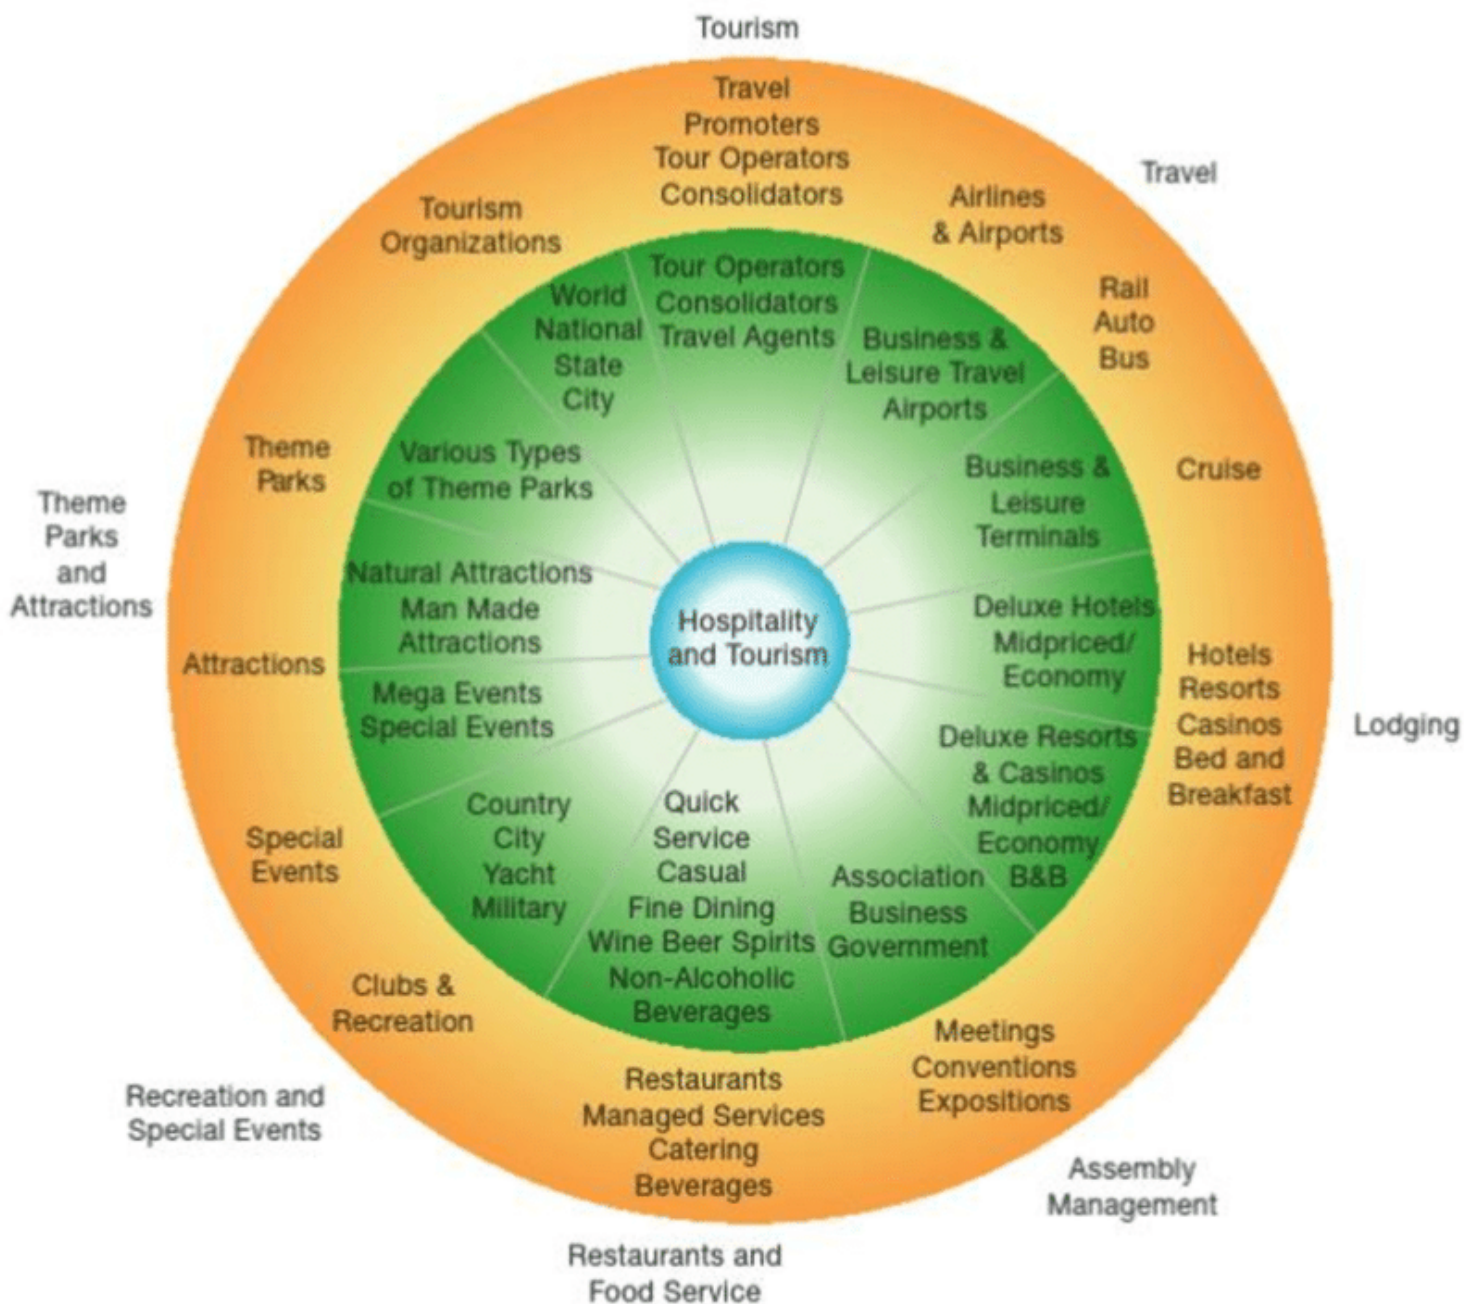 Tourism
Travel
Promoters
Tour Operators
Consolidators
Travel
Airlines
& Airports
Tourism
Organizations
Rail
Auto
Bus
Tour Operators
Consolidators
Travel Agents
World
National
State
City
Business &
Leisure Travel
Airports
Theme
Parks
Various Types
of Theme Parks
Business &
Leisure
Terminals
Cruise
Theme
Parks
and
Attractions
Natural Attractions
Man Made
Attractions
Hospitality
and Tourism
Deluxe Hotels
Midpriced/
Economy
Attractions
Mega Events
Special Events
Hotels
Resorts
Casinos
Bed and
Breakfast
Lodging
Deluxe Resorts
& Casinos
Midpriced/
Economy
B&B
Special
Events
Country
City
Yacht
Military
Quick
Service
Casual
Fine Dining
Wine Beer Spirits
Non-Alcoholic
Beverages
Association
Business
Government
Clubs &
Recreation
Meetings
Conventions
Expositions
Restaurants
Managed Services
Catering
Beverages
Recreation and
Special Events
Assembly
Management
Restaurants and
Food Service